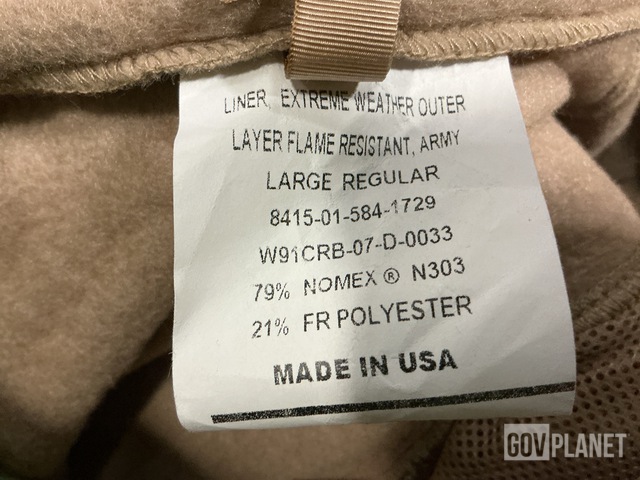 LINER, EXTREME WEATHER OUTER
LAYER FLAME RESISTANT, ARMY
LARGE REGULAR
8415-01-584-1729
W91CRB-07-D-0033
79% NOMEX ® N303
21% FR POLYESTER
MADE IN USA
GOVPLANET